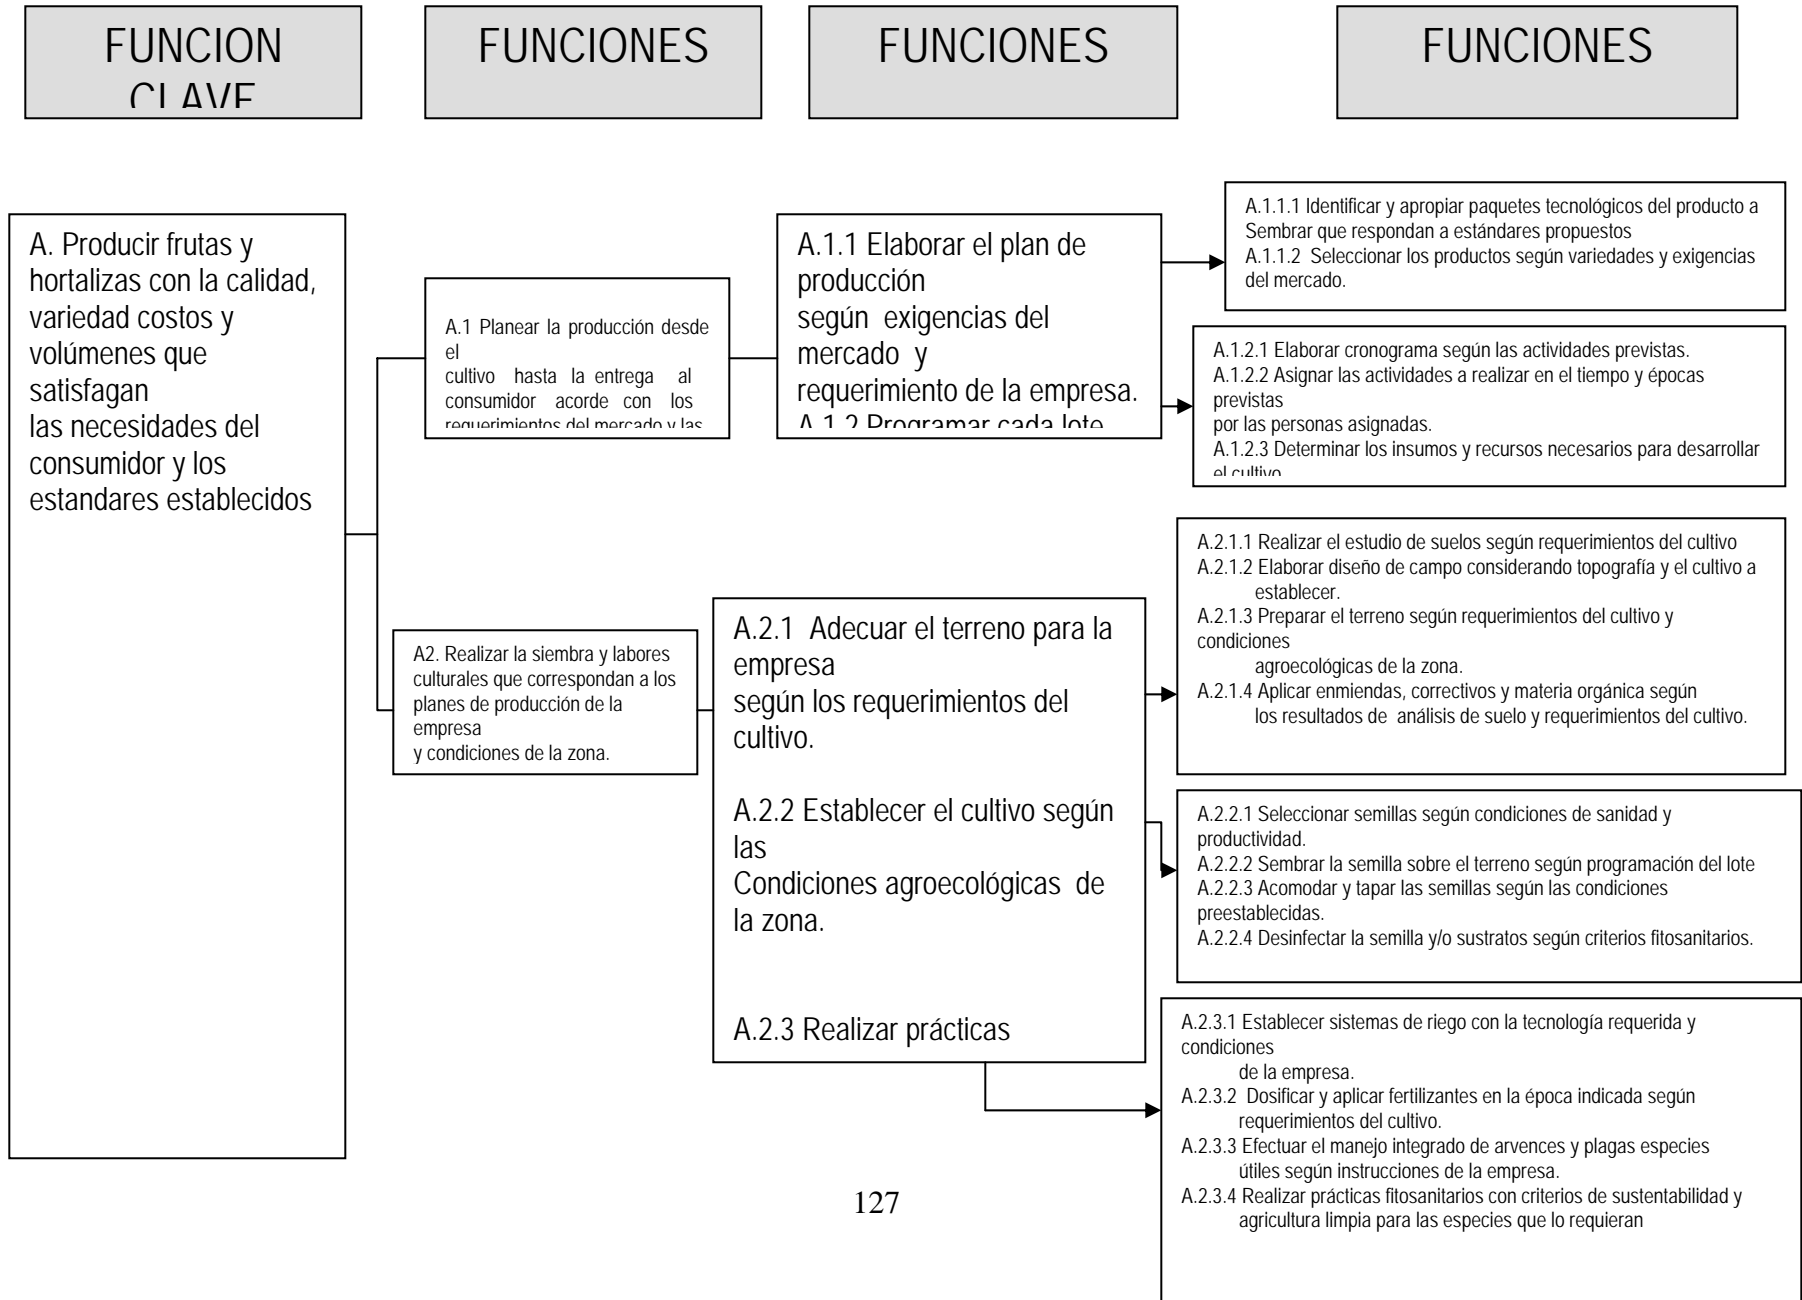 FUNCION
CLAVE
FUNCIONES
FUNCIONES
FUNCIONES
A. Producir frutas y
hortalizas con la calidad,
variedad costos y
volúmenes que
satisfagan
las necesidades del
consumidor y los
estandares establecidos
A.1 Planear la producción desde
el
cultivo hasta la entrega al
consumidor acorde con los
requerimientos del mercado y las
A.1.1 Elaborar el plan de
producción
según exigencias del
mercado y
requerimiento de la empresa.
A.1.2 Programar cada lote
A.1.1.1 Identificar y apropiar paquetes tecnológicos del producto a
Sembrar que respondan a estándares propuestos
A.1.1.2 Seleccionar los productos según variedades y exigencias
del mercado.
A.1.2.1 Elaborar cronograma según las actividades previstas.
A.1.2.2 Asignar las actividades a realizar en el tiempo y épocas
previstas
por las personas asignadas.
A.1.2.3 Determinar los insumos y recursos necesarios para desarrollar
el cultivo
A2. Realizar la siembra y labores
culturales que correspondan a los
planes de producción de la
empresa
y condiciones de la zona.
A.2.1 Adecuar el terreno para la
empresa
según los requerimientos del
cultivo.
A.2.2 Establecer el cultivo según
las
Condiciones agroecológicas de
la zona.
A.2.3 Realizar prácticas
A.2.1.1 Realizar el estudio de suelos según requerimientos del cultivo
A.2.1.2 Elaborar diseño de campo considerando topografía y el cultivo a
establecer.
A.2.1.3 Preparar el terreno según requerimientos del cultivo y
condiciones
agroecológicas de la zona.
A.2.1.4 Aplicar enmiendas, correctivos y materia orgánica según
los resultados de análisis de suelo y requerimientos del cultivo.
A.2.2.1 Seleccionar semillas según condiciones de sanidad y
productividad.
A.2.2.2 Sembrar la semilla sobre el terreno según programación del lote
A.2.2.3 Acomodar y tapar las semillas según las condiciones
preestablecidas.
A.2.2.4 Desinfectar la semilla y/o sustratos según criterios fitosanitarios.
A.2.3.1 Establecer sistemas de riego con la tecnología requerida y
condiciones
de la empresa.
A.2.3.2 Dosificar y aplicar fertilizantes en la época indicada según
requerimientos del cultivo.
A.2.3.3 Efectuar el manejo integrado de arvences y plagas especies
útiles según instrucciones de la empresa.
A.2.3.4 Realizar prácticas fitosanitarios con criterios de sustentabilidad y
agricultura limpia para las especies que lo requieran
127